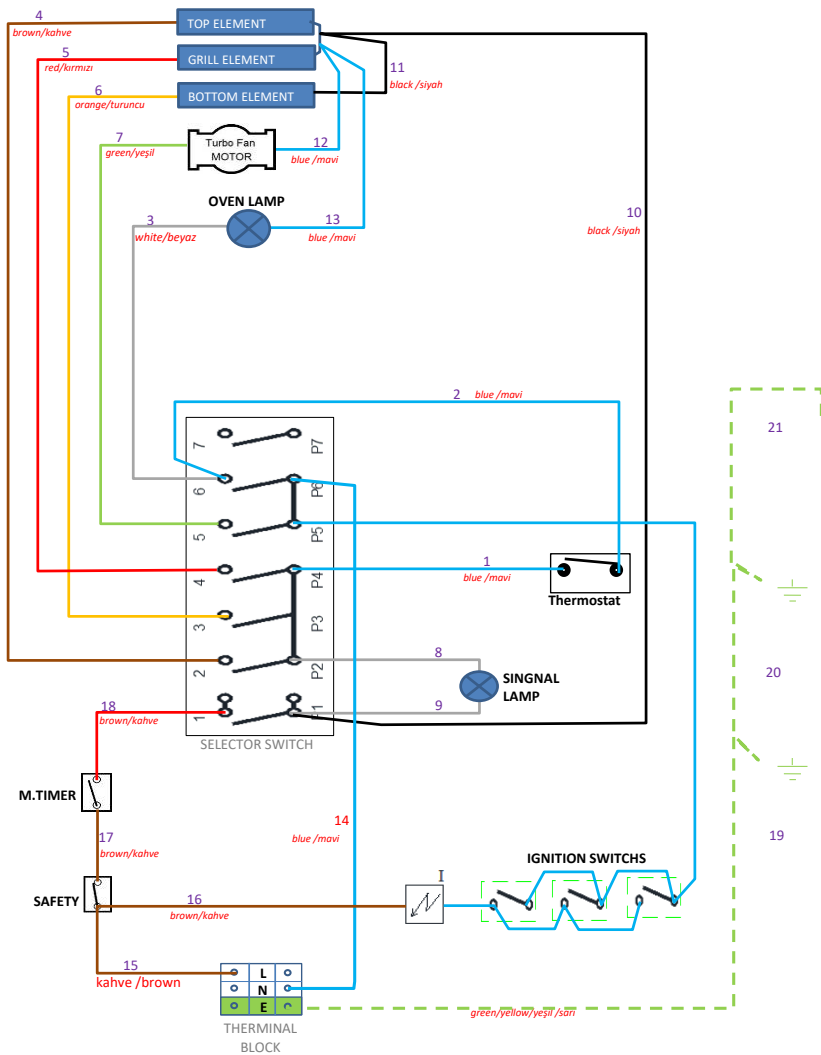 4
brown/kahve
TOP ELEMENT
5
red/kırmızı
GRILL ELEMENT
11
black /siyah
6
orange/turuncu
BOTTOM ELEMENT
7
green/yeşil
Turbo Fan
MOTOR
12
blue /mavi
OVEN LAMP
3
white/beyaz
13
blue /mavi
10
black /siyah
2
blue /mavi
21
7
P7
6
P6
5
P5
4
P4
1
blue /mavi
Thermostat
3
P3
2
P2
8
SINGNAL
LAMP
20
9
1
P1
18
brown/kahve
SELECTOR SWITCH
M.TIMER
14
blue /mavi
19
17
brown/kahve
IGNITION SWITCHS
I
SAFETY
16
brown/kahve
15
kahve /brown
L
N
E
green/yellow/yeşil /sarı
THERMINAL
BLOCK